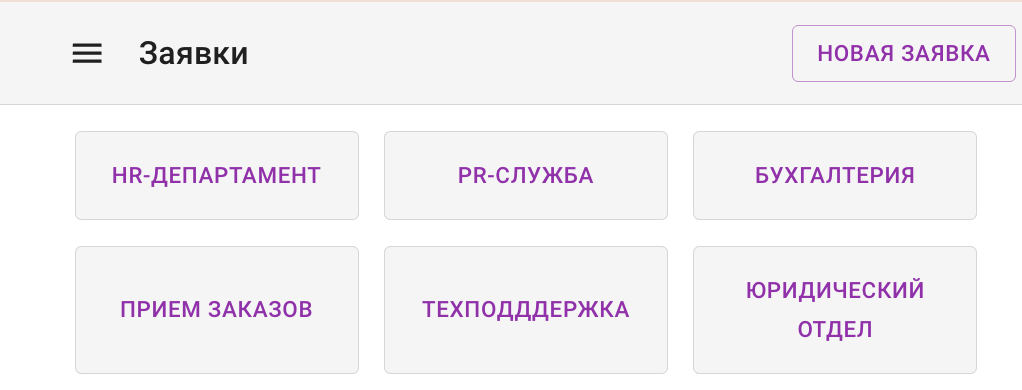 Заявки
НОВАЯ ЗАЯВКА
HR-ДЕПАРТАМЕНТ
PR-СЛУЖБА
БУХГАЛТЕРИЯ
ПРИЕМ ЗАКАЗОВ
ТЕХПОДДДЕРЖКА
ЮРИДИЧЕСКИЙ
ОТДЕЛ